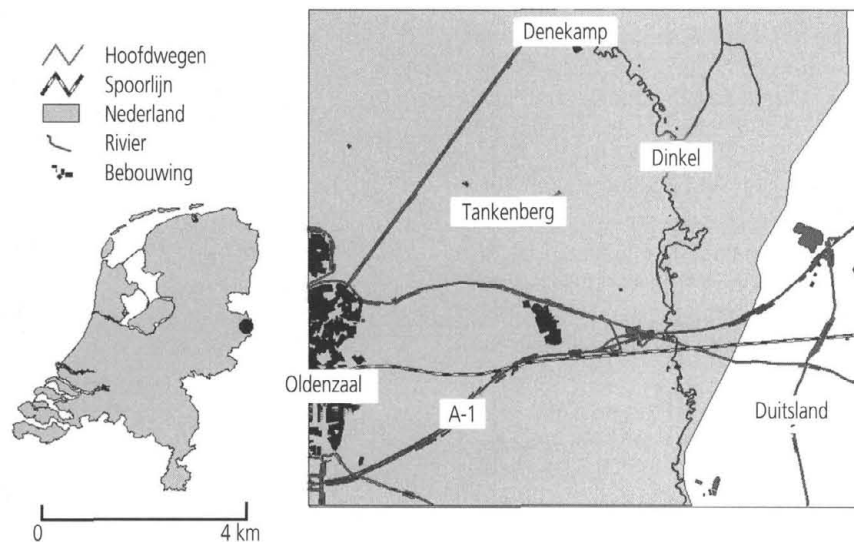 Hoofdwegen
Spoorlijn
Nederland
Rivier
Bebouwing
0 4 km
Denekamp
Dinkel
Tankenberg
Oldenzaal
A-1
Duitsland